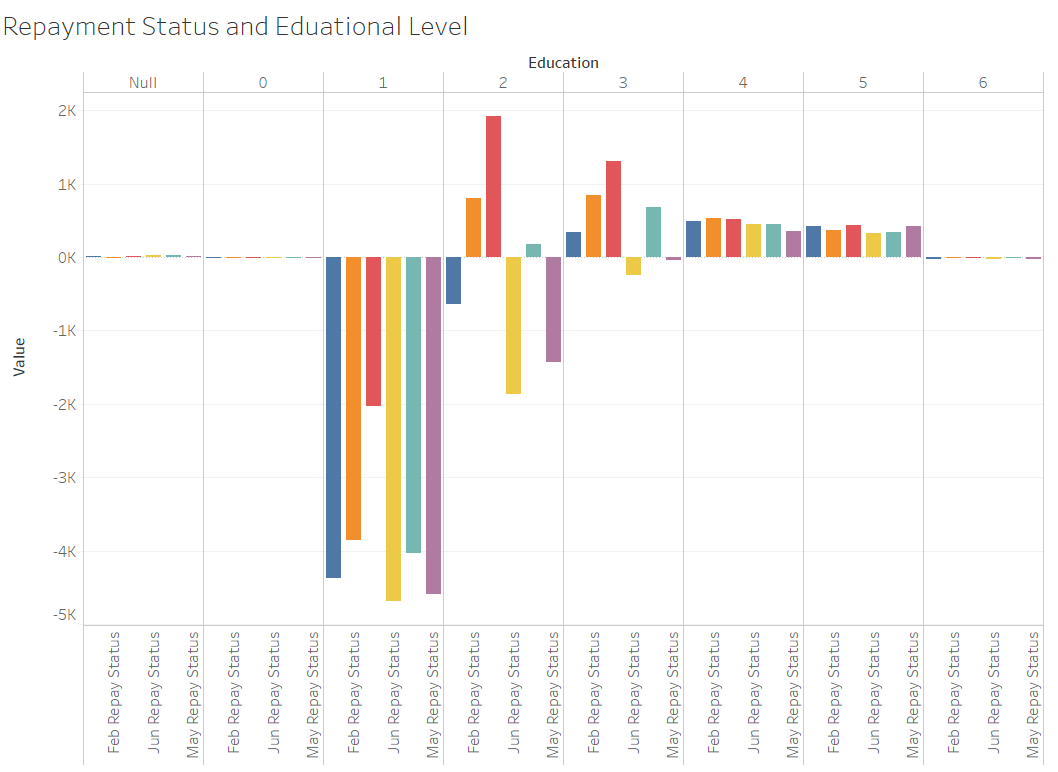 Repayment Status and Eduational Level
Education
Null 0 1 2 3 4 5 6
2K
1K
0K
-1K
-2K
-3K
-4K
-5K
Value
Feb Repay Status
Jun Repay Status
May Repay Status
Feb Repay Status
Jun Repay Status
May Repay Status
Feb Repay Status
Jun Repay Status
May Repay Status
Feb Repay Status
Jun Repay Status
May Repay Status
Feb Repay Status
Jun Repay Status
May Repay Status
Feb Repay Status
Jun Repay Status
May Repay Status
Feb Repay Status
Jun Repay Status
May Repay Status
Feb Repay Status
Jun Repay Status
May Repay Status